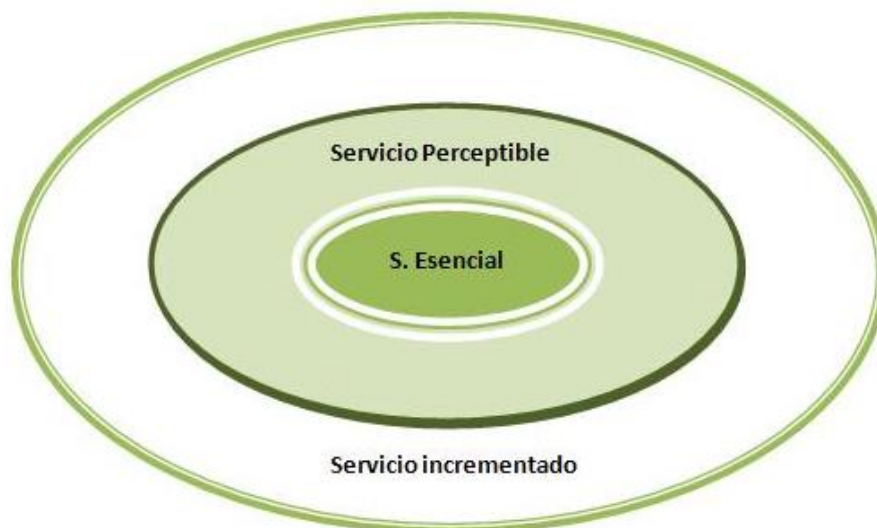 Servicio Perceptible
S. Esencial
Servicio incrementado